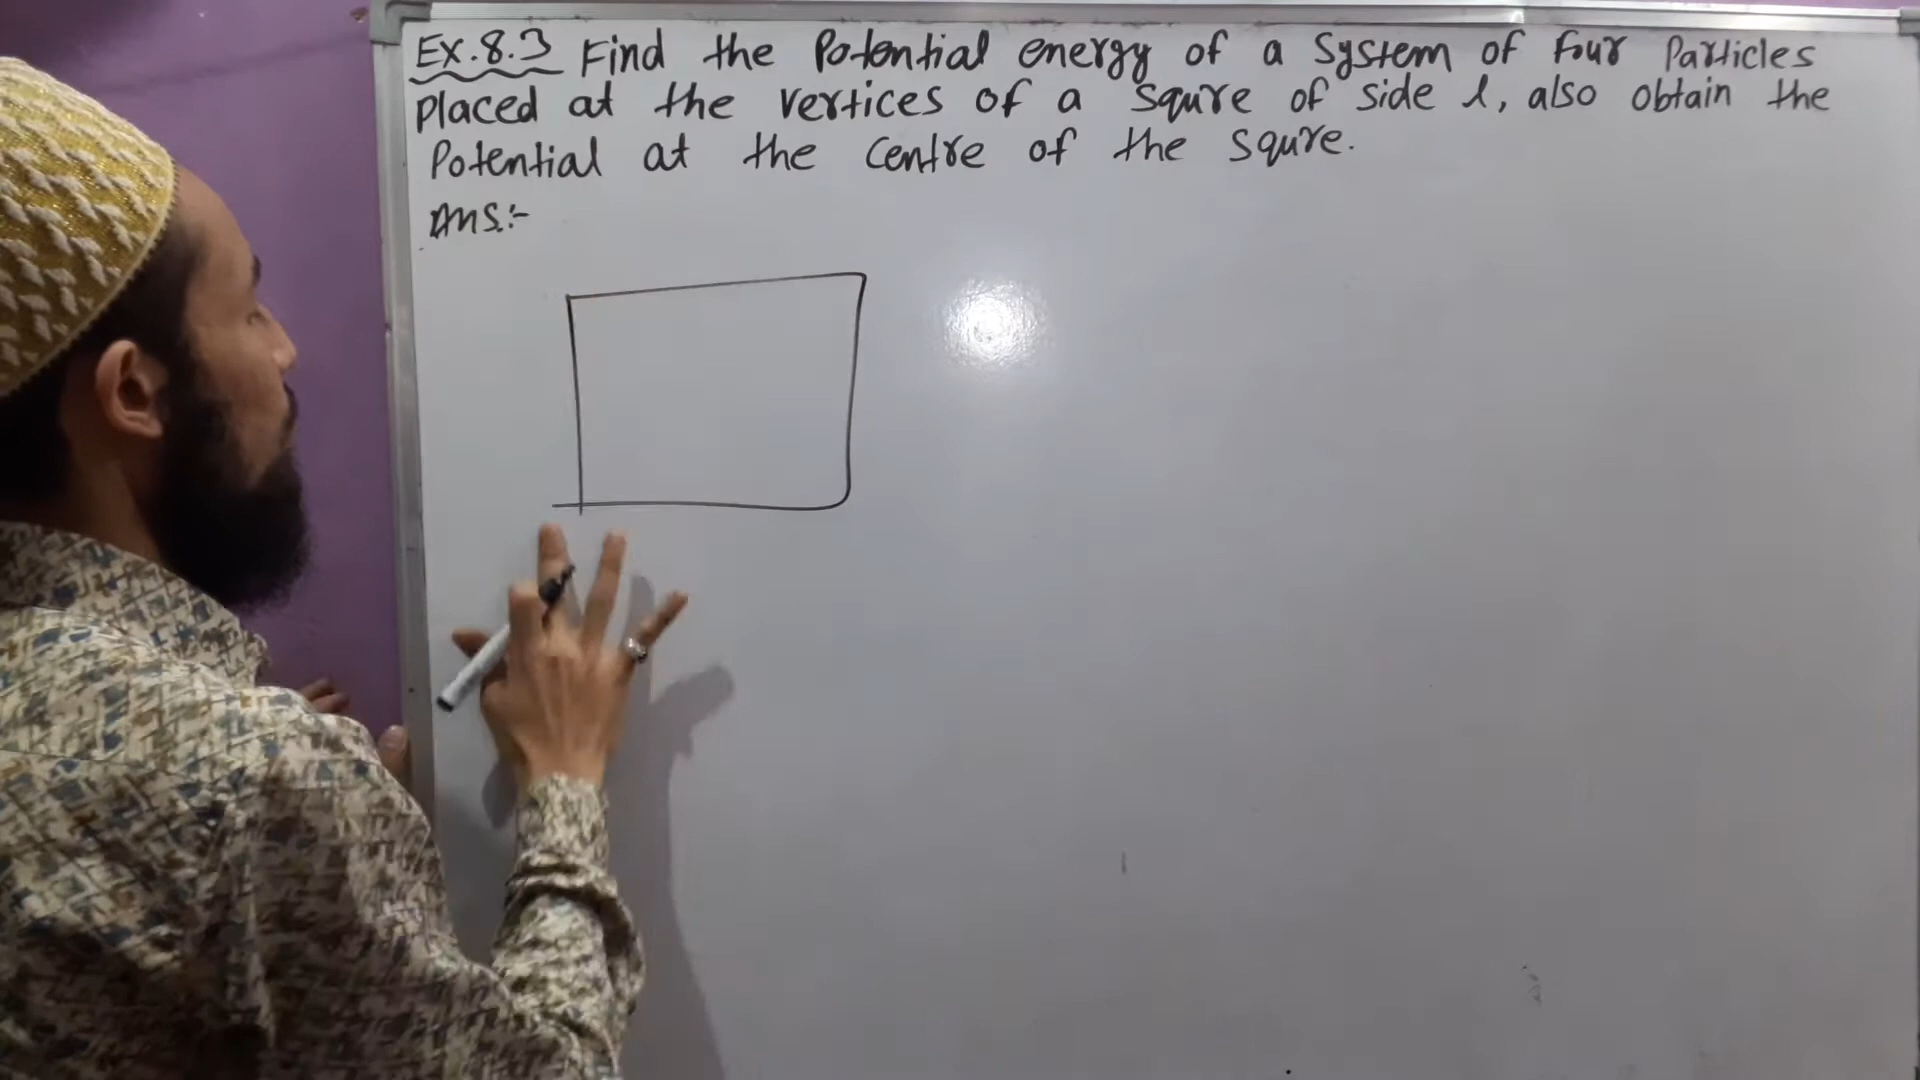 Ex.8.3 Find the Potential energy of a System of Four Particles
Placed at the vertices of a squre of side l, also obtain the
Potential at the centre of the squre.
Ans:-